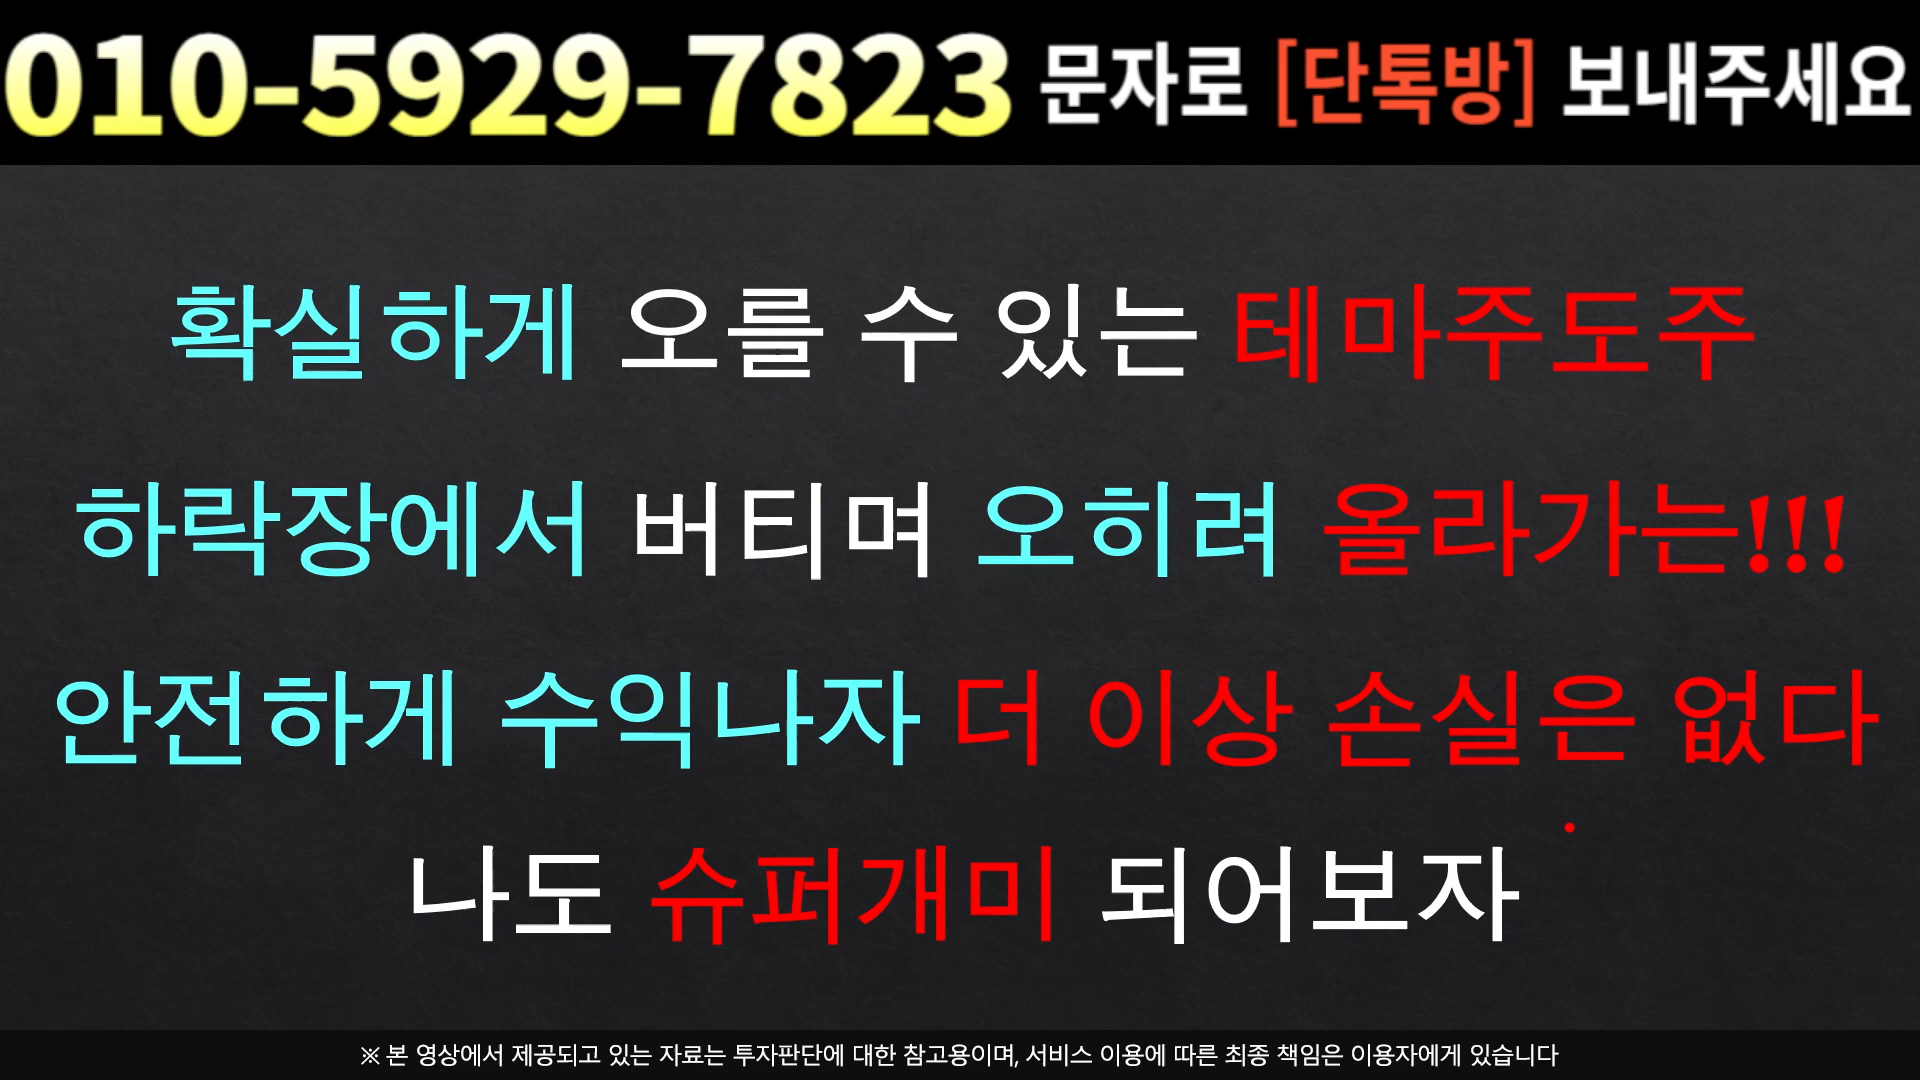 010-5929-7823 문자로 [단톡방] 보내주세요
확실하게 오를 수 있는 테마주도주
하락장에서 버티며 오히려 올라가는!!!
안전하게 수익나자 더 이상 손실은 없다
나도 슈퍼개미 되어보자
※ 본 영상에서 제공되고 있는 자료는 투자판단에 대한 참고용이며, 서비스 이용에 따른 최종 책임은 이용자에게 있습니다